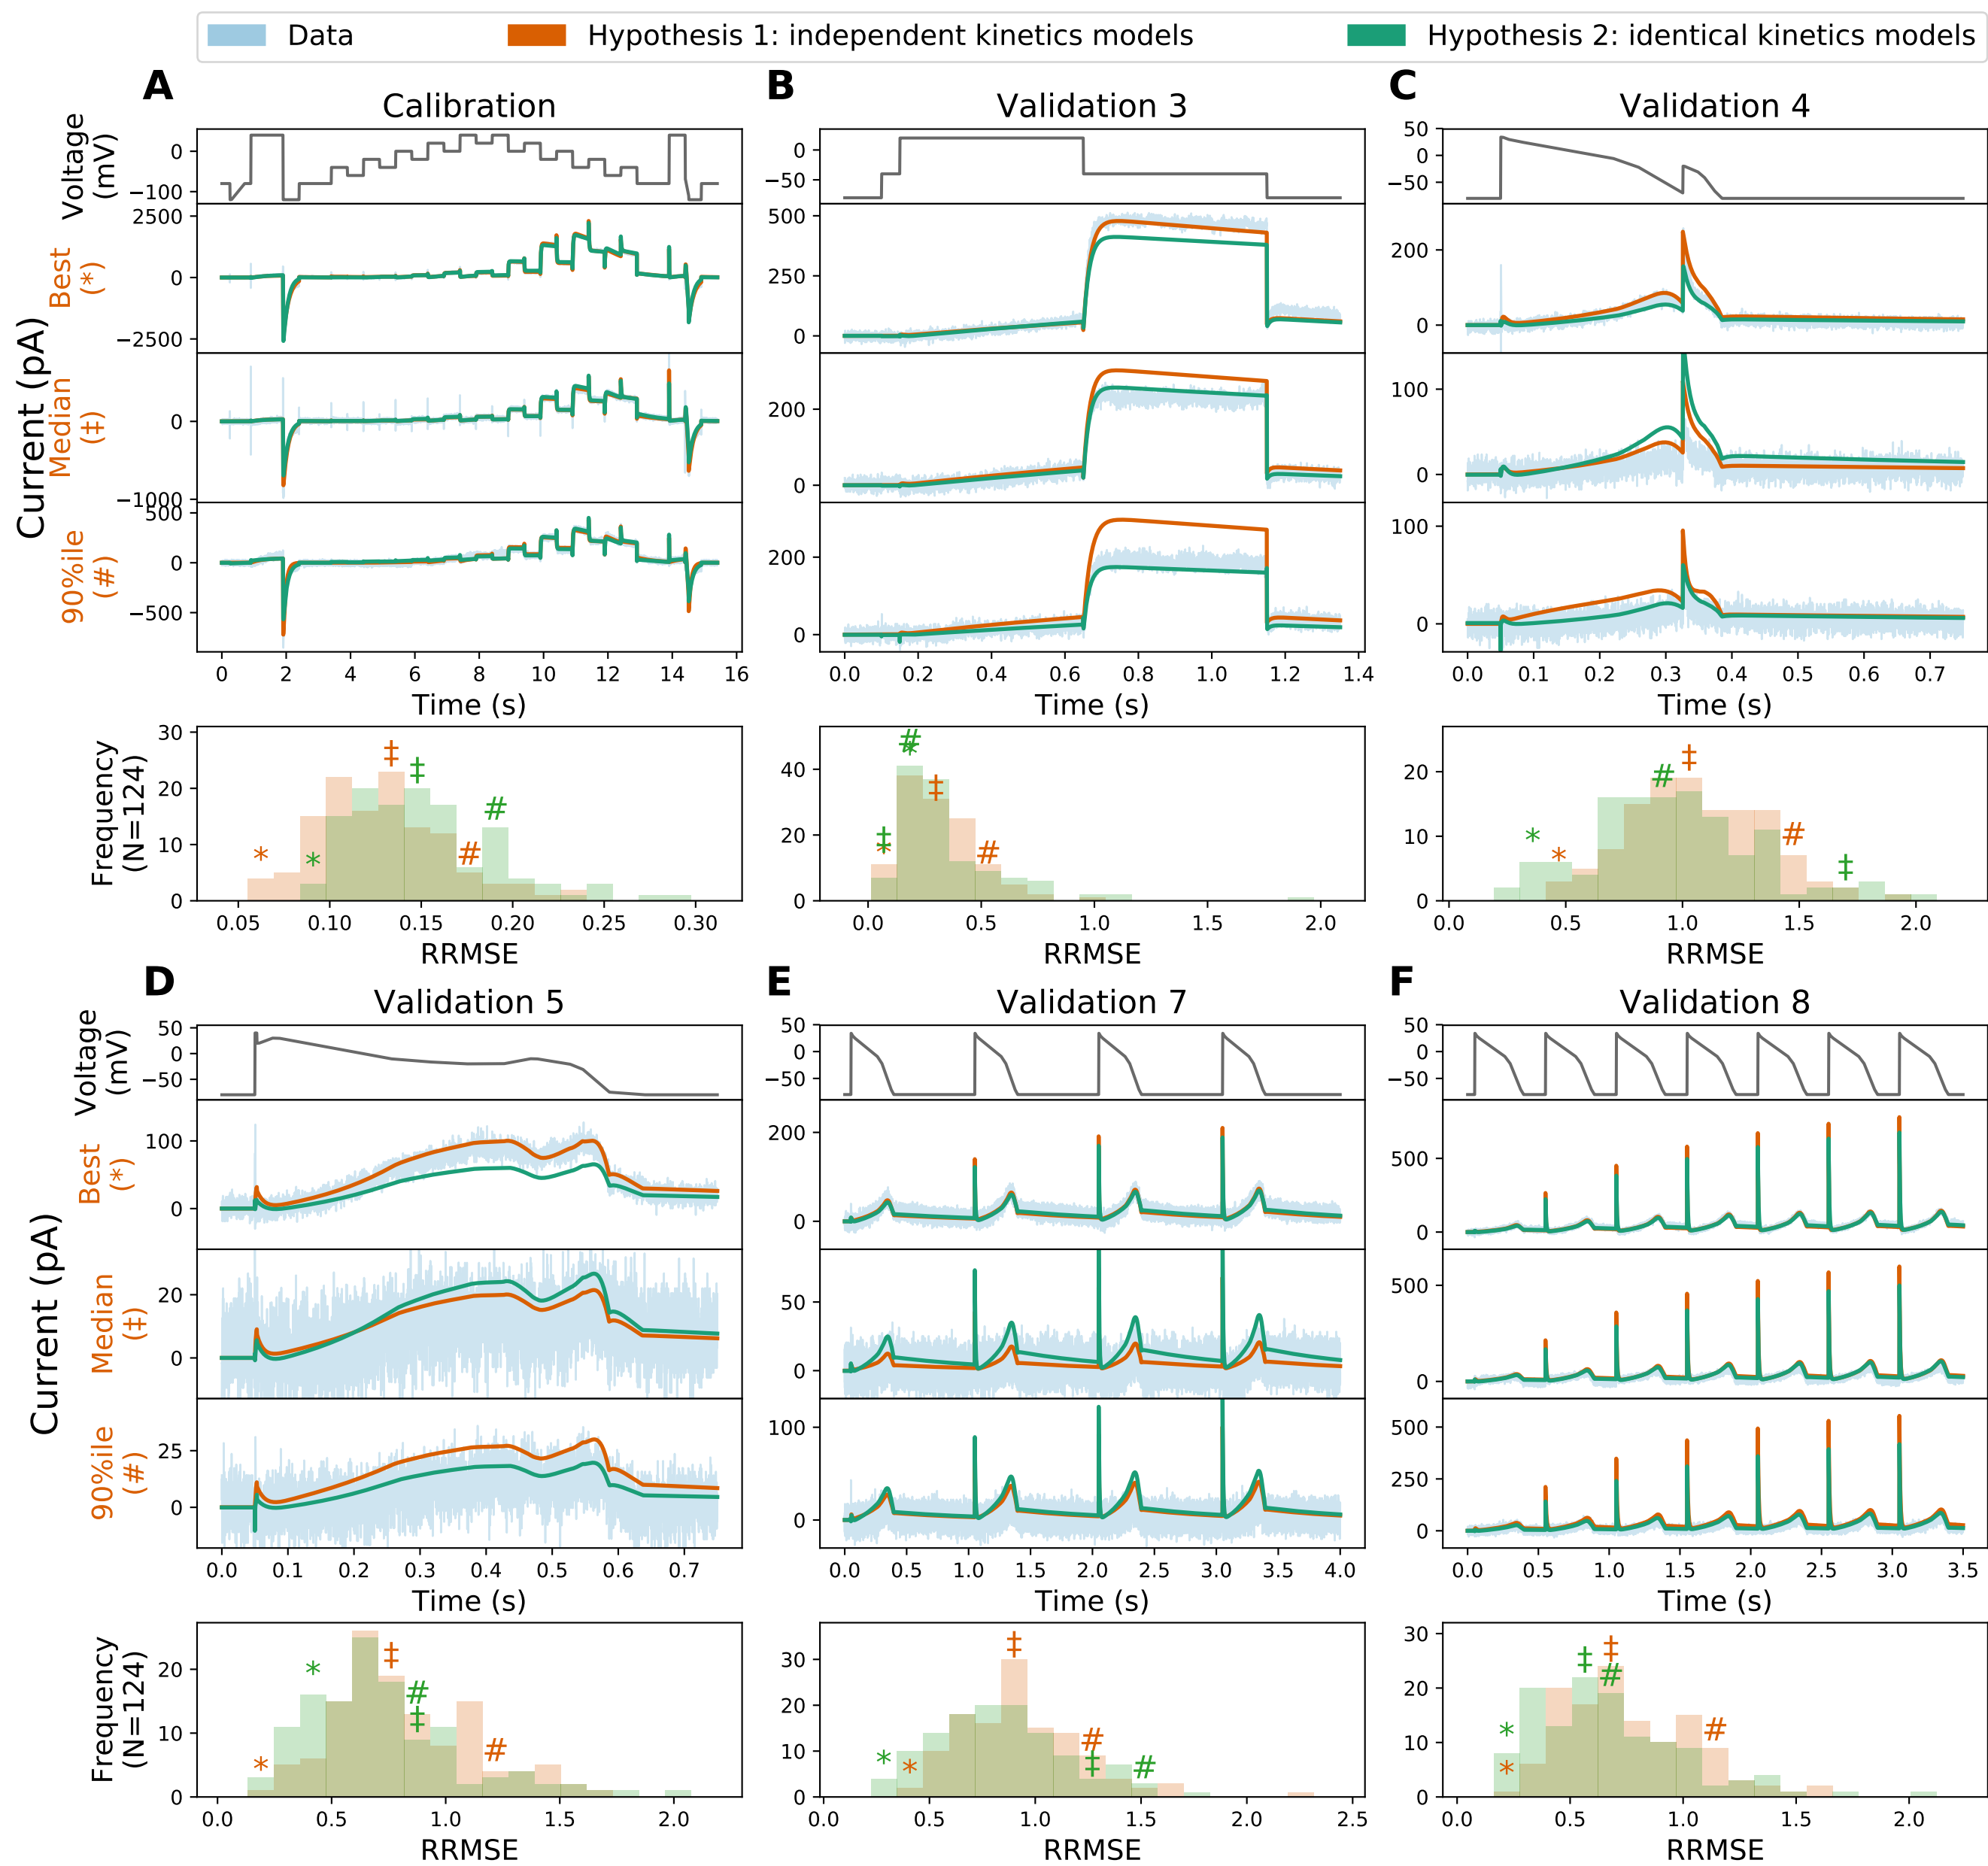 Data
Hypothesis 1: independent kinetics models
Hypothesis 2: identical kinetics models
A
Calibration
B
Validation 3
C
Validation 4
Voltage
(mV)
0
−100
0
−50
50
0
−50
Current (pA)
Best
(*)
2500
0
−2500
500
250
0
200
0
Median
(‡)
0
−1000
200
0
100
0
90%ile
(#)
500
0
−500
200
0
100
0
0 2 4 6 8 10 12 14 16
0.0 0.2 0.4 0.6 0.8 1.0 1.2 1.4
0.0 0.1 0.2 0.3 0.4 0.5 0.6 0.7
Time (s)
Time (s)
Time (s)
Frequency
(N=124)
30
20
10
0
* ‡ # * ‡ #
40
20
0
* ‡ # * ‡ #
20
10
0
* ‡ # * ‡ #
0.05 0.10 0.15 0.20 0.25 0.30
0.0 0.5 1.0 1.5 2.0
0.0 0.5 1.0 1.5 2.0
RRMSE
RRMSE
RRMSE
D
Validation 5
E
Validation 7
F
Validation 8
Voltage
(mV)
50
0
−50
50
0
−50
50
0
−50
Current (pA)
Best
(*)
100
0
200
0
500
0
Median
(‡)
20
0
50
0
500
0
90%ile
(#)
25
0
100
0
500
250
0
0.0 0.1 0.2 0.3 0.4 0.5 0.6 0.7
0.0 0.5 1.0 1.5 2.0 2.5 3.0 3.5 4.0
0.0 0.5 1.0 1.5 2.0 2.5 3.0 3.5
Time (s)
Time (s)
Time (s)
Frequency
(N=124)
20
10
0
* ‡ # * ‡ #
30
20
10
0
* ‡ # * ‡ #
30
20
10
0
* ‡ # * ‡ #
0.0 0.5 1.0 1.5 2.0
0.0 0.5 1.0 1.5 2.0 2.5
0.0 0.5 1.0 1.5 2.0
RRMSE
RRMSE
RRMSE